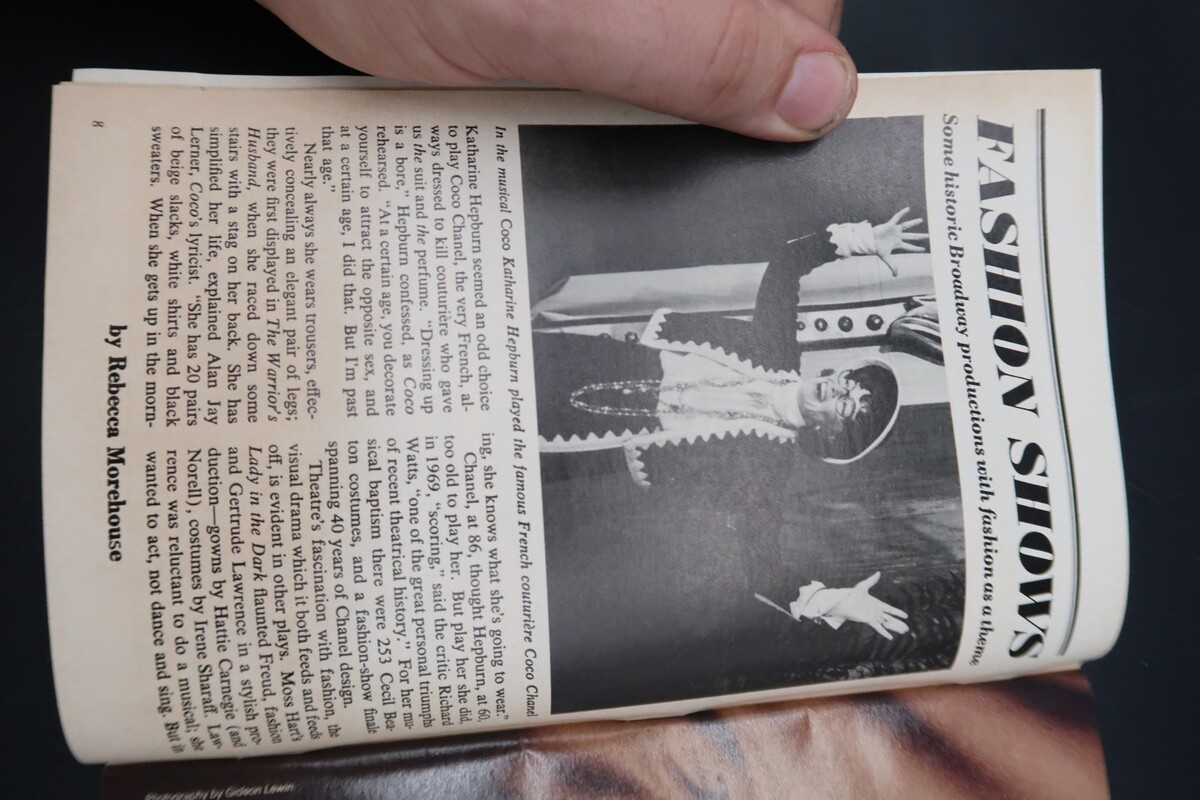 FASHION SHOWS
Some historic Broadway productions with fashion as a theme
In the musical Coco Katharine Hepburn played the famous French couturière Coco Chanel
Katharine Hepburn seemed an odd choice
to play Coco Chanel, the very French, al-
ways dressed to kill couturière who gave
us the suit and the perfume. “Dressing up
is a bore,” Hepburn confessed, as Coco
rehearsed. “At a certain age, you decorate
yourself to attract the opposite sex, and
at a certain age, I did that. But I'm past
that age.”
Nearly always she wears trousers, effec-
tively concealing an elegant pair of legs;
they were first displayed in The Warrior's
Husband, when she raced down some
stairs with a stag on her back. She has
simplified her life, explained Alan Jay
Lerner, Coco's lyricist. “She has 20 pairs
of beige slacks, white shirts and black
sweaters. When she gets up in the morn-
ing, she knows what she's going to wear.”
Chanel, at 86, thought Hepburn, at 60,
too old to play her. But play her she did,
in 1969, “scoring,” said the critic Richard
Watts, “one of the great personal triumphs
of recent theatrical history.” For her mu-
sical baptism there were 253 Cecil Bea-
ton costumes, and a fashion-show finale
spanning 40 years of Chanel design.
Theatre's fascination with fashion, the
visual drama which it both feeds and feeds
off, is evident in other plays. Moss Hart's
Lady in the Dark flaunted Freud, fashion
and Gertrude Lawrence in a stylish pro-
duction—gowns by Hattie Carnegie (and
Norell), costumes by Irene Sharaff. Law-
rence was reluctant to do a musical; she
wanted to act, not dance and sing. But in
by Rebecca Morehouse
8
Photography by Gideon Lewin